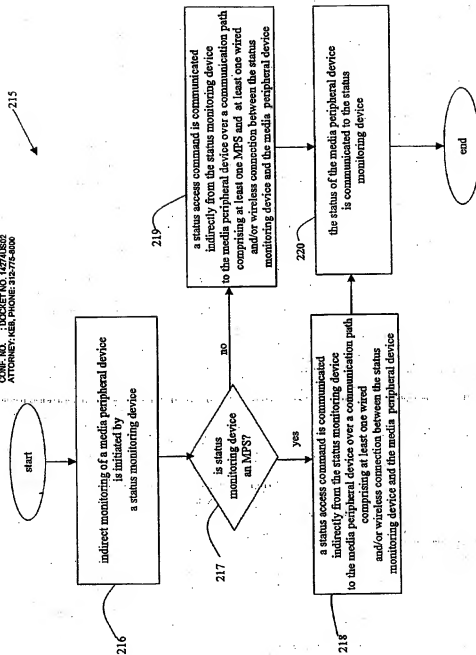 CONF. NO. : DOCKET NO. 14274US02
ATTORNEY: KEB, PHONE: 312-775-8000
215
start
216
indirect monitoring of a media peripheral device
is initiated by
a status monitoring device
217
is status
monitoring device
an MPS?
no
yes
218
a status access command is communicated
indirectly from the status monitoring device
to the media peripheral device over a communication path
comprising at least one wired
and/or wireless connection between the status
monitoring device and the media peripheral device
219
a status access command is communicated
indirectly from the status monitoring device
to the media peripheral device over a communication path
comprising at least one MPS and at least one wired
and/or wireless connection between the status
monitoring device and the media peripheral device
220
the status of the media peripheral device
is communicated to the status
monitoring device
end